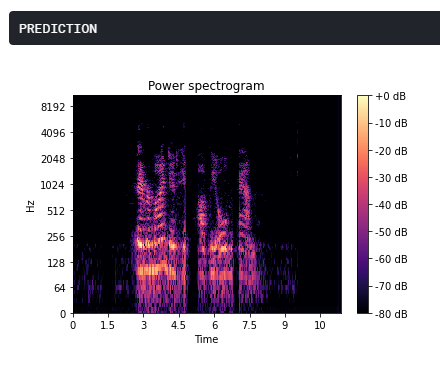 PREDICTION
Power spectrogram
8192
4096
2048
1024
512
256
128
64
0
Hz
0 1.5 3 4.5 6 7.5 9 10
Time
+0 dB
-10 dB
-20 dB
-30 dB
-40 dB
-50 dB
-60 dB
-70 dB
-80 dB